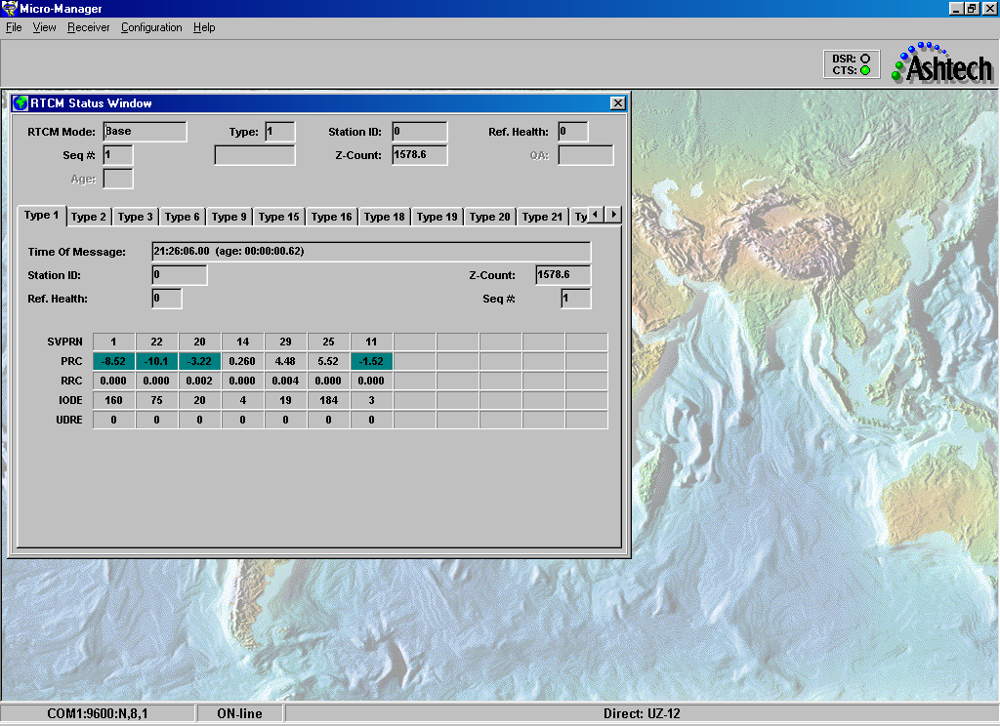 Micro-Manager
File View Receiver Configuration Help
DSR:
CTS:
Ashtech
RTCM Status Window
RTCM Mode: Base Type: 1 Station ID: 0 Ref. Health: 0
Seq #: 1 Z-Count: 1578.6 QA:
Age:
Type 1 Type 2 Type 3 Type 6 Type 9 Type 15 Type 16 Type 18 Type 19 Type 20 Type 21 Ty
Time Of Message: 21:26:06.00 (age: 00:00:00.62)
Station ID: 0 Z-Count: 1578.6
Ref. Health: 0 Seq #: 1
SVPRN 1 22 20 14 29 25 11
PRC -8.52 -10.1 -3.22 0.260 4.48 5.52 -1.52
RRC 0.000 0.000 0.002 0.000 0.004 0.000 0.000
IODE 160 75 20 4 19 184 3
UDRE 0 0 0 0 0 0 0
COM1:9600:N,8,1 ON-line Direct: UZ-12